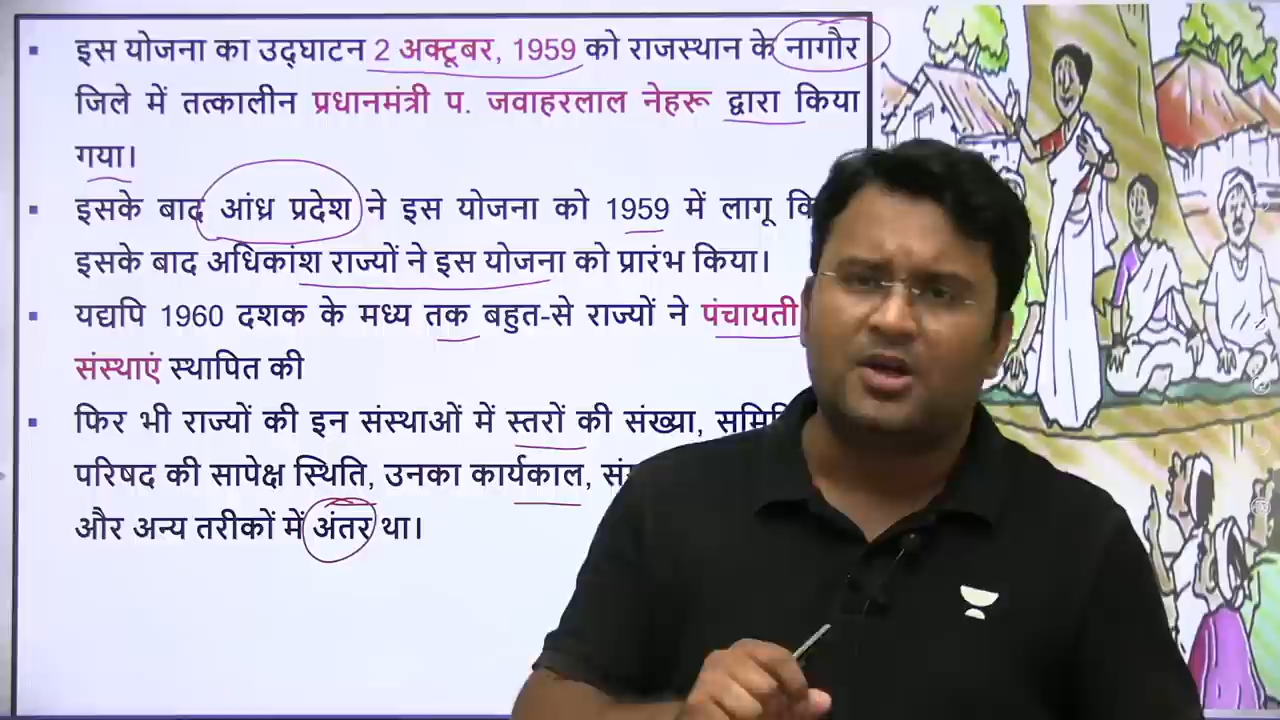 इस योजना का उद्घाटन 2 अक्टूबर, 1959 को राजस्थान के नागौर
जिले में तत्कालीन प्रधानमंत्री प. जवाहरलाल नेहरू द्वारा किया
गया।
इसके बाद आंध्र प्रदेश ने इस योजना को 1959 में लागू
इसके बाद अधिकांश राज्यों ने इस योजना को प्रारंभ किया।
यद्यपि 1960 दशक के मध्य तक बहुत-से राज्यों ने पंचायती
संस्थाएं स्थापित की
फिर भी राज्यों की इन संस्थाओं में स्तरों की संख्या,
परिषद की सापेक्ष स्थिति, उनका कार्यकाल,
और अन्य तरीकों में अंतर था।